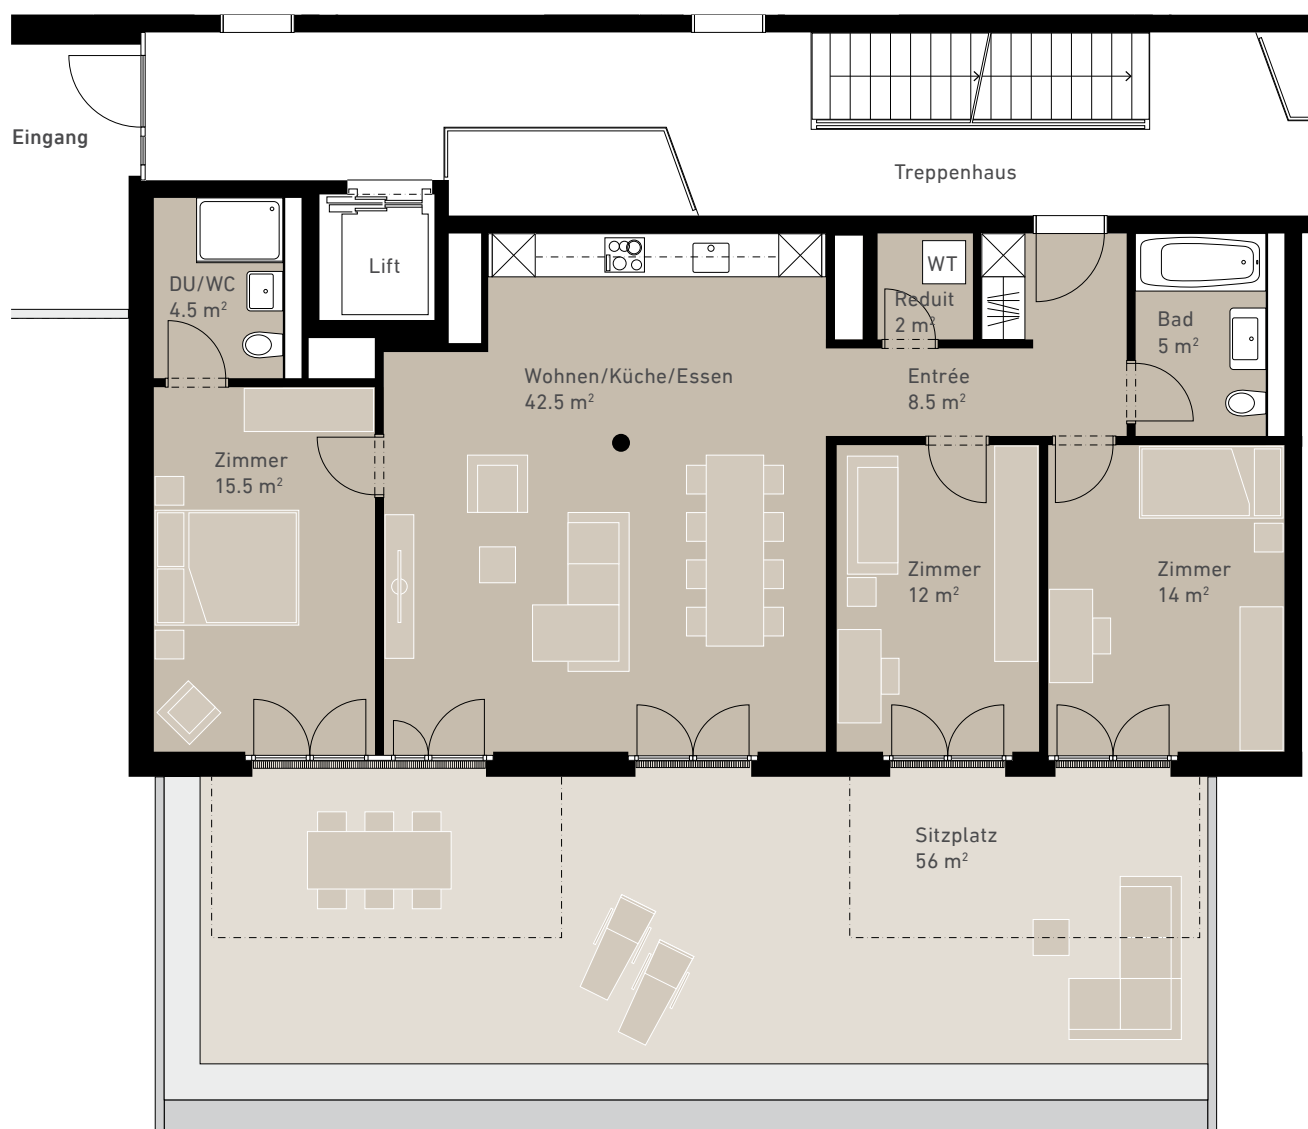 Eingang
Treppenhaus
Lift
WT
DU/WC
4.5 m²
Reduit
2 m²
Bad
5 m²
Wohnen/Küche/Essen
42.5 m²
Entrée
8.5 m²
Zimmer
15.5 m²
Zimmer
12 m²
Zimmer
14 m²
Sitzplatz
56 m²